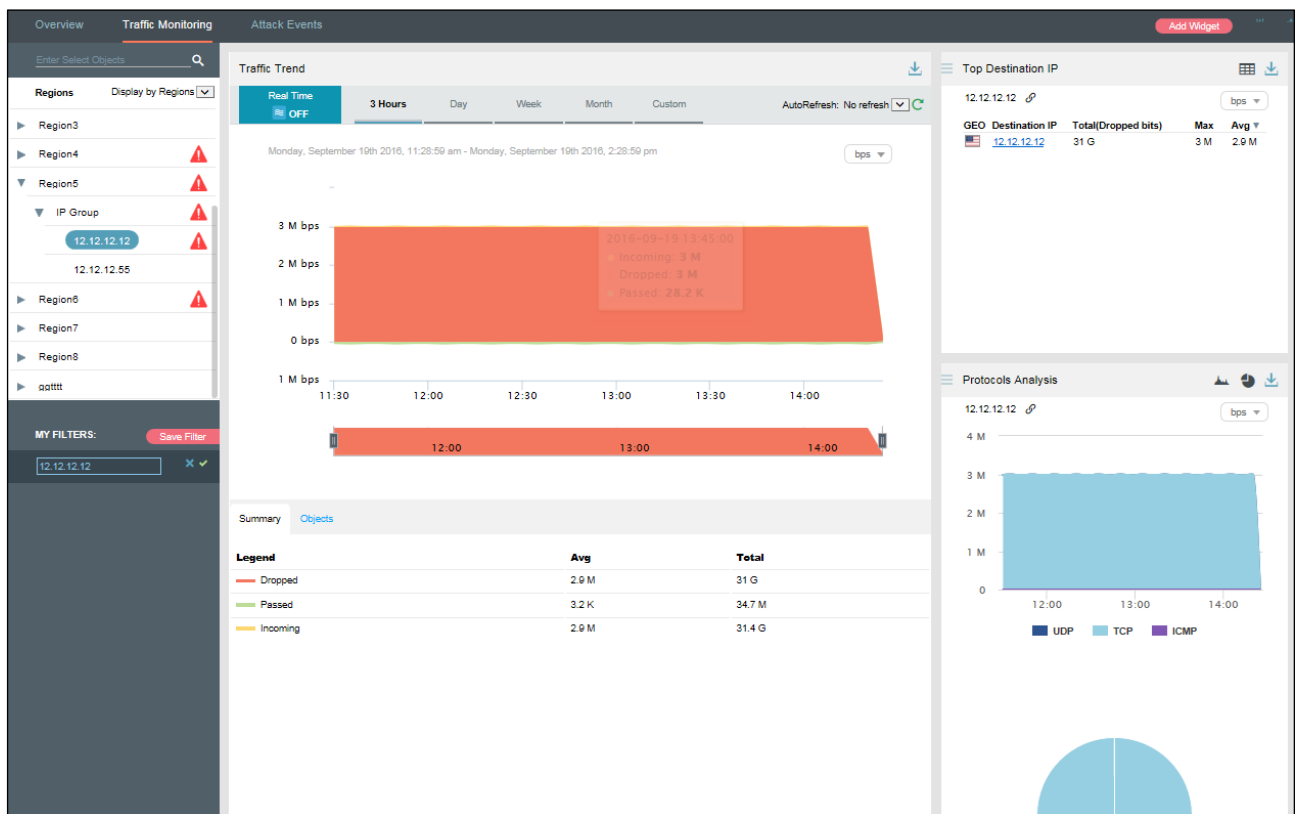 Overview Traffic Monitoring Attack Events Add Widget
Enter Select Objects
Regions Display by Regions
Region3
Region4
Region5
IP Group
12.12.12.12
12.12.12.55
Region6
Region7
Region8
MY FILTERS: Save Filter
12.12.12.12
Traffic Trend
Real Time
OFF
3 Hours Day Week Month Custom AutoRefresh: No refresh
Monday, September 19th 2016, 11:28:59 am - Monday, September 19th 2016, 2:28:59 pm bps
3 M bps
2 M bps
1 M bps
0 bps
1 M bps
2016-09-19 13:45:00
Incoming: 3 M
Dropped: 3 M
Passed: 28.2 K
11:30 12:00 12:30 13:00 13:30 14:00
12:00 13:00 14:00
Summary Objects
Legend Avg Total
Dropped 2.9 M 31 G
Passed 3.2 K 34.7 M
Incoming 2.9 M 31.4 G
Top Destination IP
12.12.12.12 bps
GEO Destination IP Total(Dropped bits) Max Avg
12.12.12.12 31 G 3 M 2.9 M
Protocols Analysis
12.12.12.12 bps
4 M
3 M
2 M
1 M
0
12:00 13:00 14:00
UDP TCP ICMP